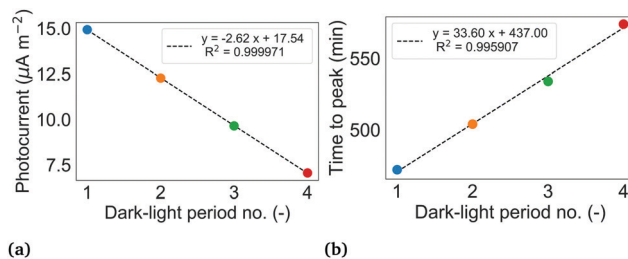 (a)
15.0
12.5
10.0
7.5
Photocurrent (μA m⁻²)
y = -2.62 x + 17.54
R² = 0.999971
1 2 3 4
Dark-light period no. (-)
(b)
550
500
Time to peak (min)
y = 33.60 x + 437.00
R² = 0.995907
1 2 3 4
Dark-light period no. (-)
(a)
(b)